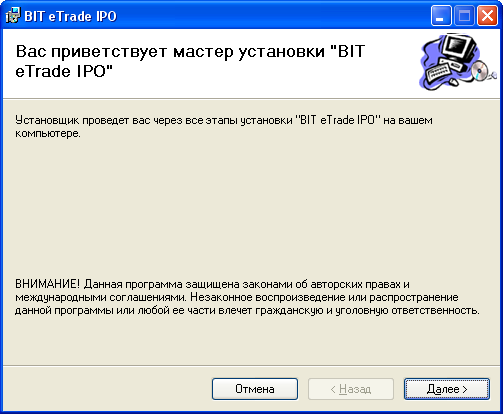 BIT eTrade IPO
Вас приветствует мастер установки "BIT
eTrade IPO"
Установщик проведет вас через все этапы установки "BIT eTrade IPO" на вашем
компьютере.
ВНИМАНИЕ! Данная программа защищена законами об авторских правах и
международными соглашениями. Незаконное воспроизведение или распространение
данной программы или любой ее части влечет гражданскую и уголовную ответственность.
Отмена
< Назад
Далее >